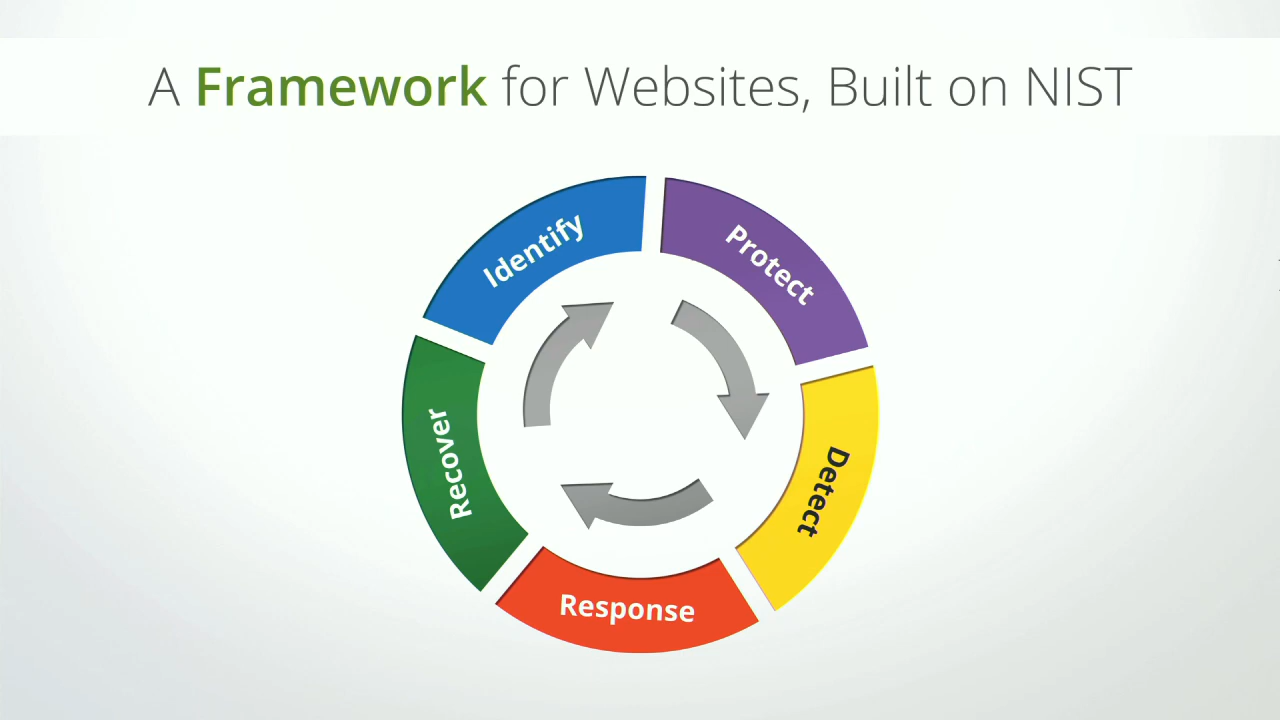 A Framework for Websites, Built on NIST
Identify
Protect
Detect
Response
Recover